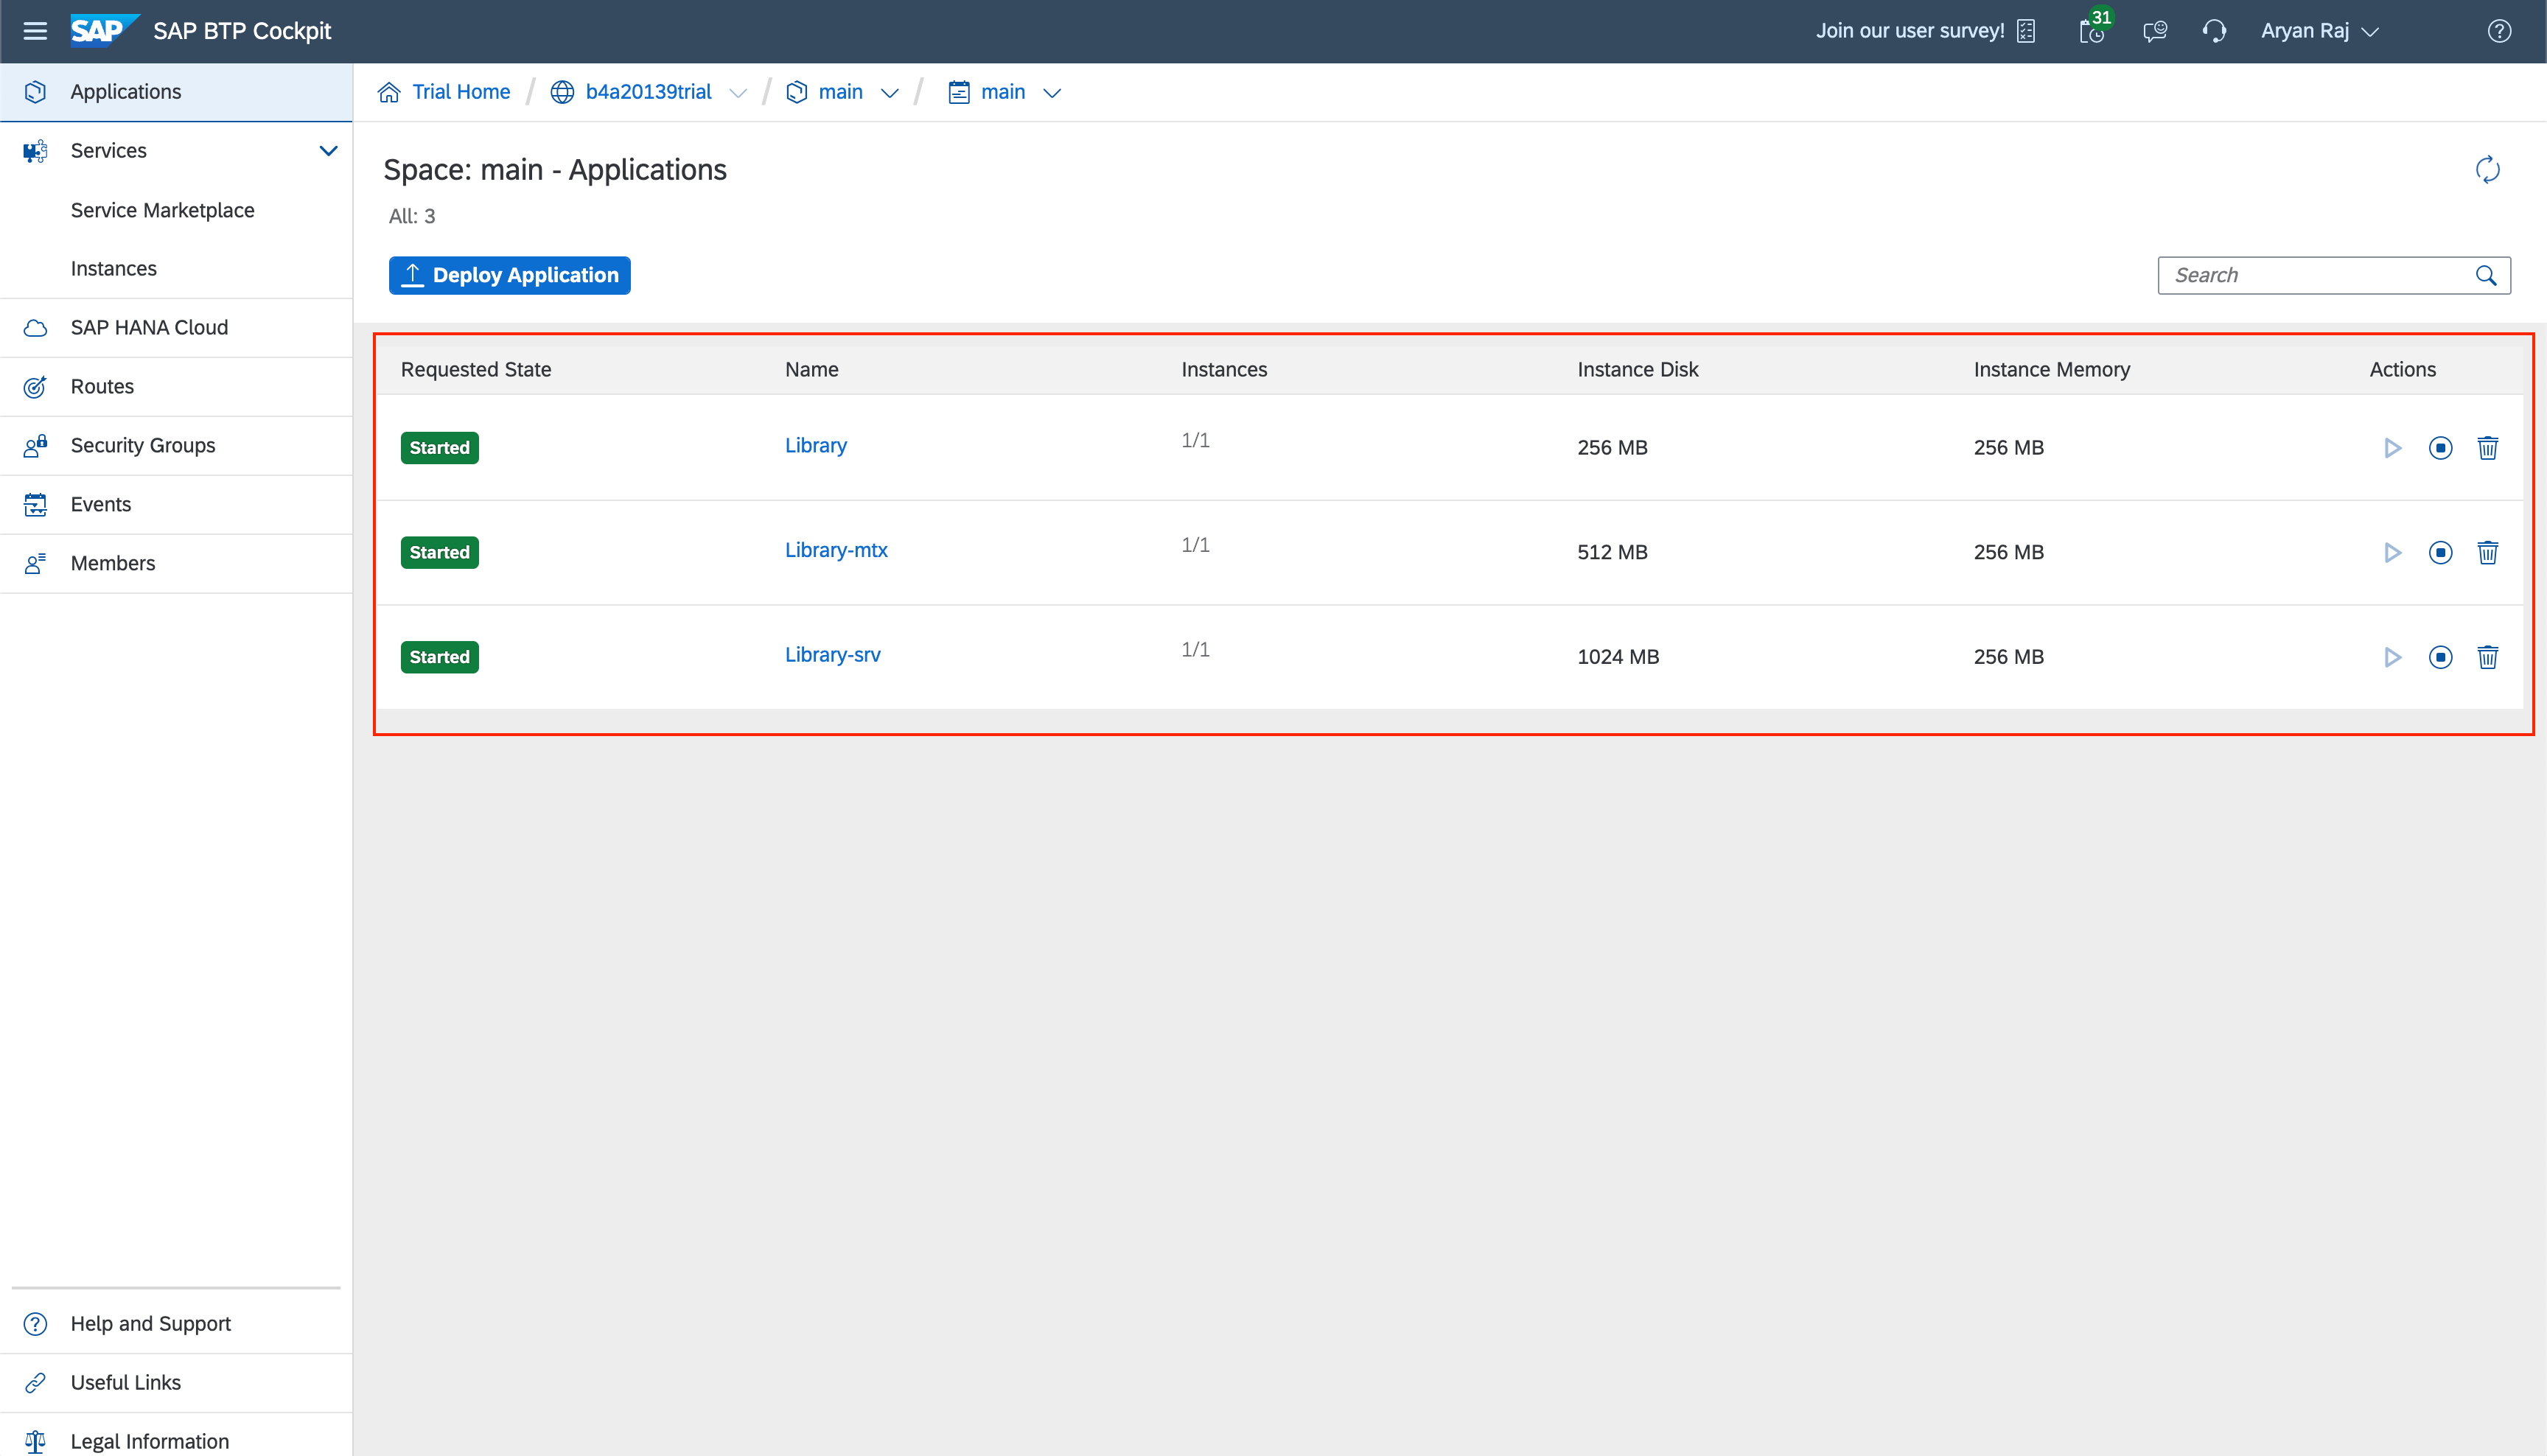 SAP SAP BTP Cockpit Join our user survey! 31 Aryan Raj
Applications
Services
Service Marketplace
Instances
SAP HANA Cloud
Routes
Security Groups
Events
Members
Help and Support
Useful Links
Legal Information
Trial Home / b4a20139trial / main / main
Space: main - Applications
All: 3
Deploy Application
Search
Requested State Name Instances Instance Disk Instance Memory Actions
Started Library 1/1 256 MB 256 MB
Started Library-mtx 1/1 512 MB 256 MB
Started Library-srv 1/1 1024 MB 256 MB